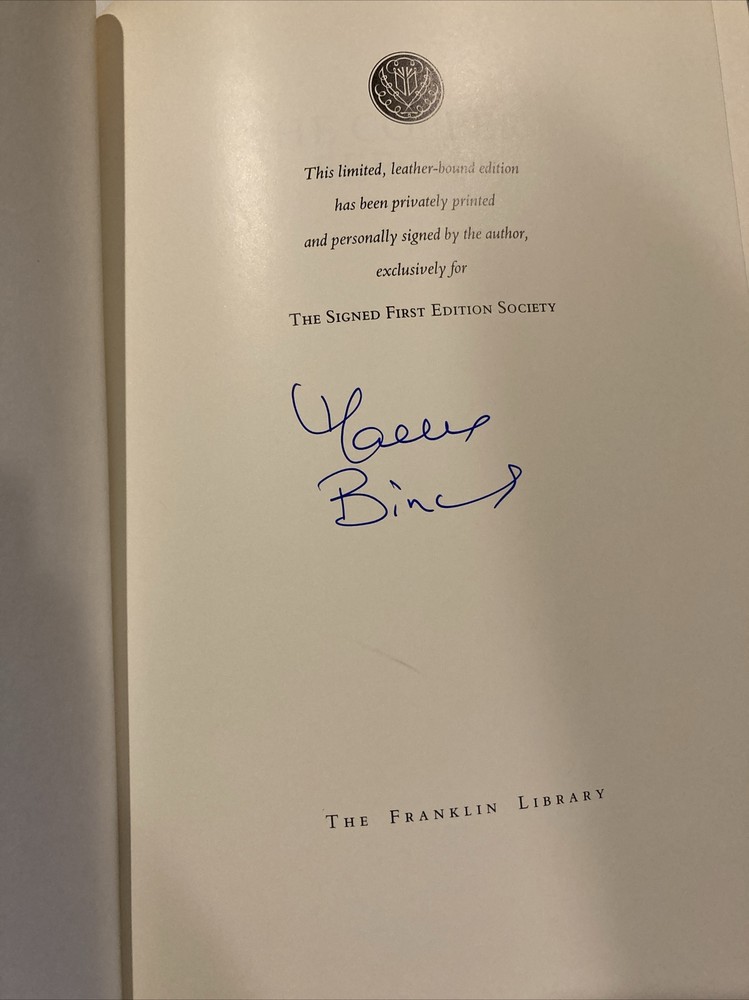 This limited, leather-bound edition
has been privately printed
and personally signed by the author,
exclusively for
THE SIGNED FIRST EDITION SOCIETY
THE FRANKLIN LIBRARY